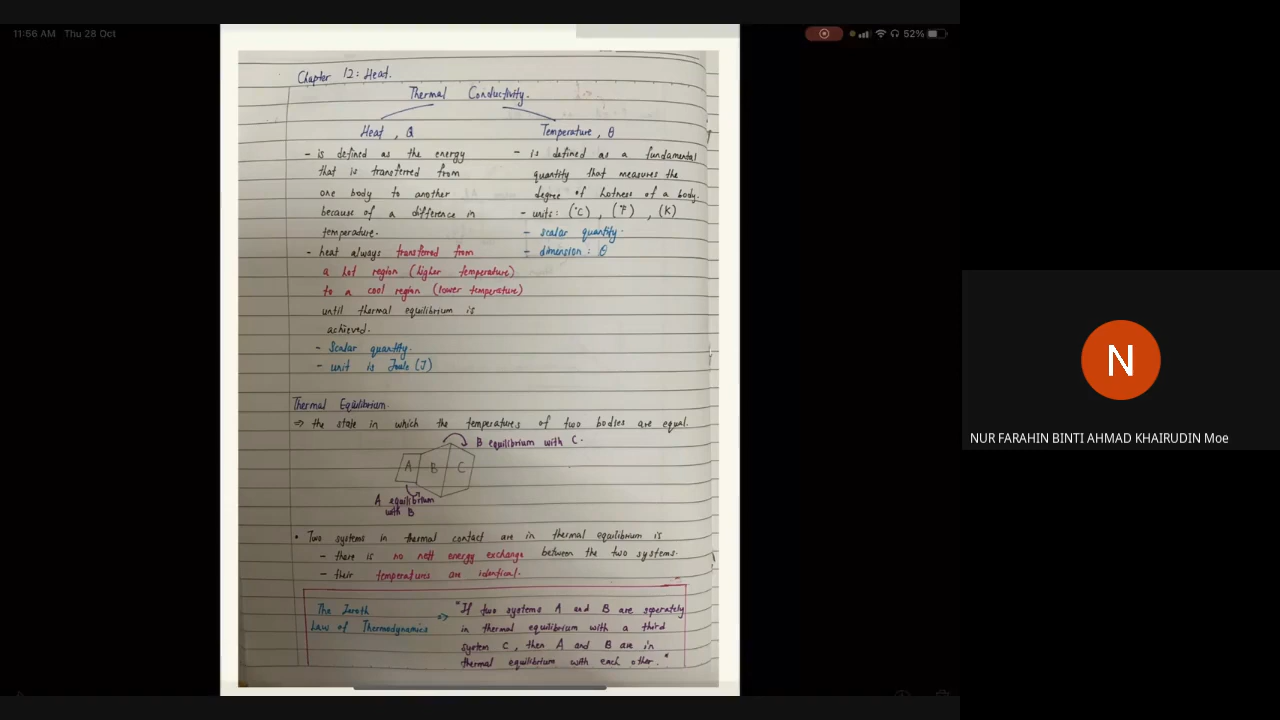 11:56 AM Thu 28 Oct
52%
Chapter 12: Heat.
Thermal Conductivity.
Heat, Q
- is defined as the energy
that is transferred from
one body to another
because of a difference in
temperature.
- heat always transferred from
a hot region (higher temperature)
to a cool region (lower temperature)
until thermal equilibrium is
achieved.
- Scalar quantity.
- unit is Joule (J)
Temperature, θ
- is defined as a fundamental
quantity that measures the
degree of hotness of a body.
- units: (°C), (°F), (K)
- scalar quantity.
- dimension: θ
Thermal Equilibrium.
⇒ the state in which the temperatures of two bodies are equal.
B equilibrium with C.
A B C
A equilibrium
with B
• Two systems in thermal contact are in thermal equilibrium is
- there is no nett energy exchange between the two systems.
- their temperatures are identical.
The Zeroth
Law of Thermodynamics
"If two systems A and B are seperately
in thermal equilibrium with a third
system C, then A and B are in
thermal equilibrium with each other."
N
NUR FARAHIN BINTI AHMAD KHAIRUDIN Moe